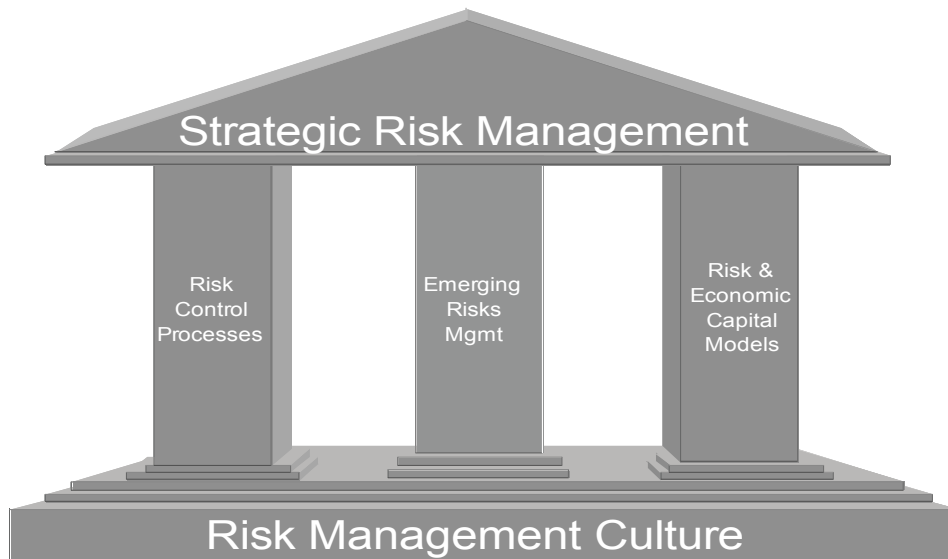 Strategic Risk Management
Risk
Control
Processes
Emerging
Risks
Mgmt
Risk &
Economic
Capital
Models
Risk Management Culture